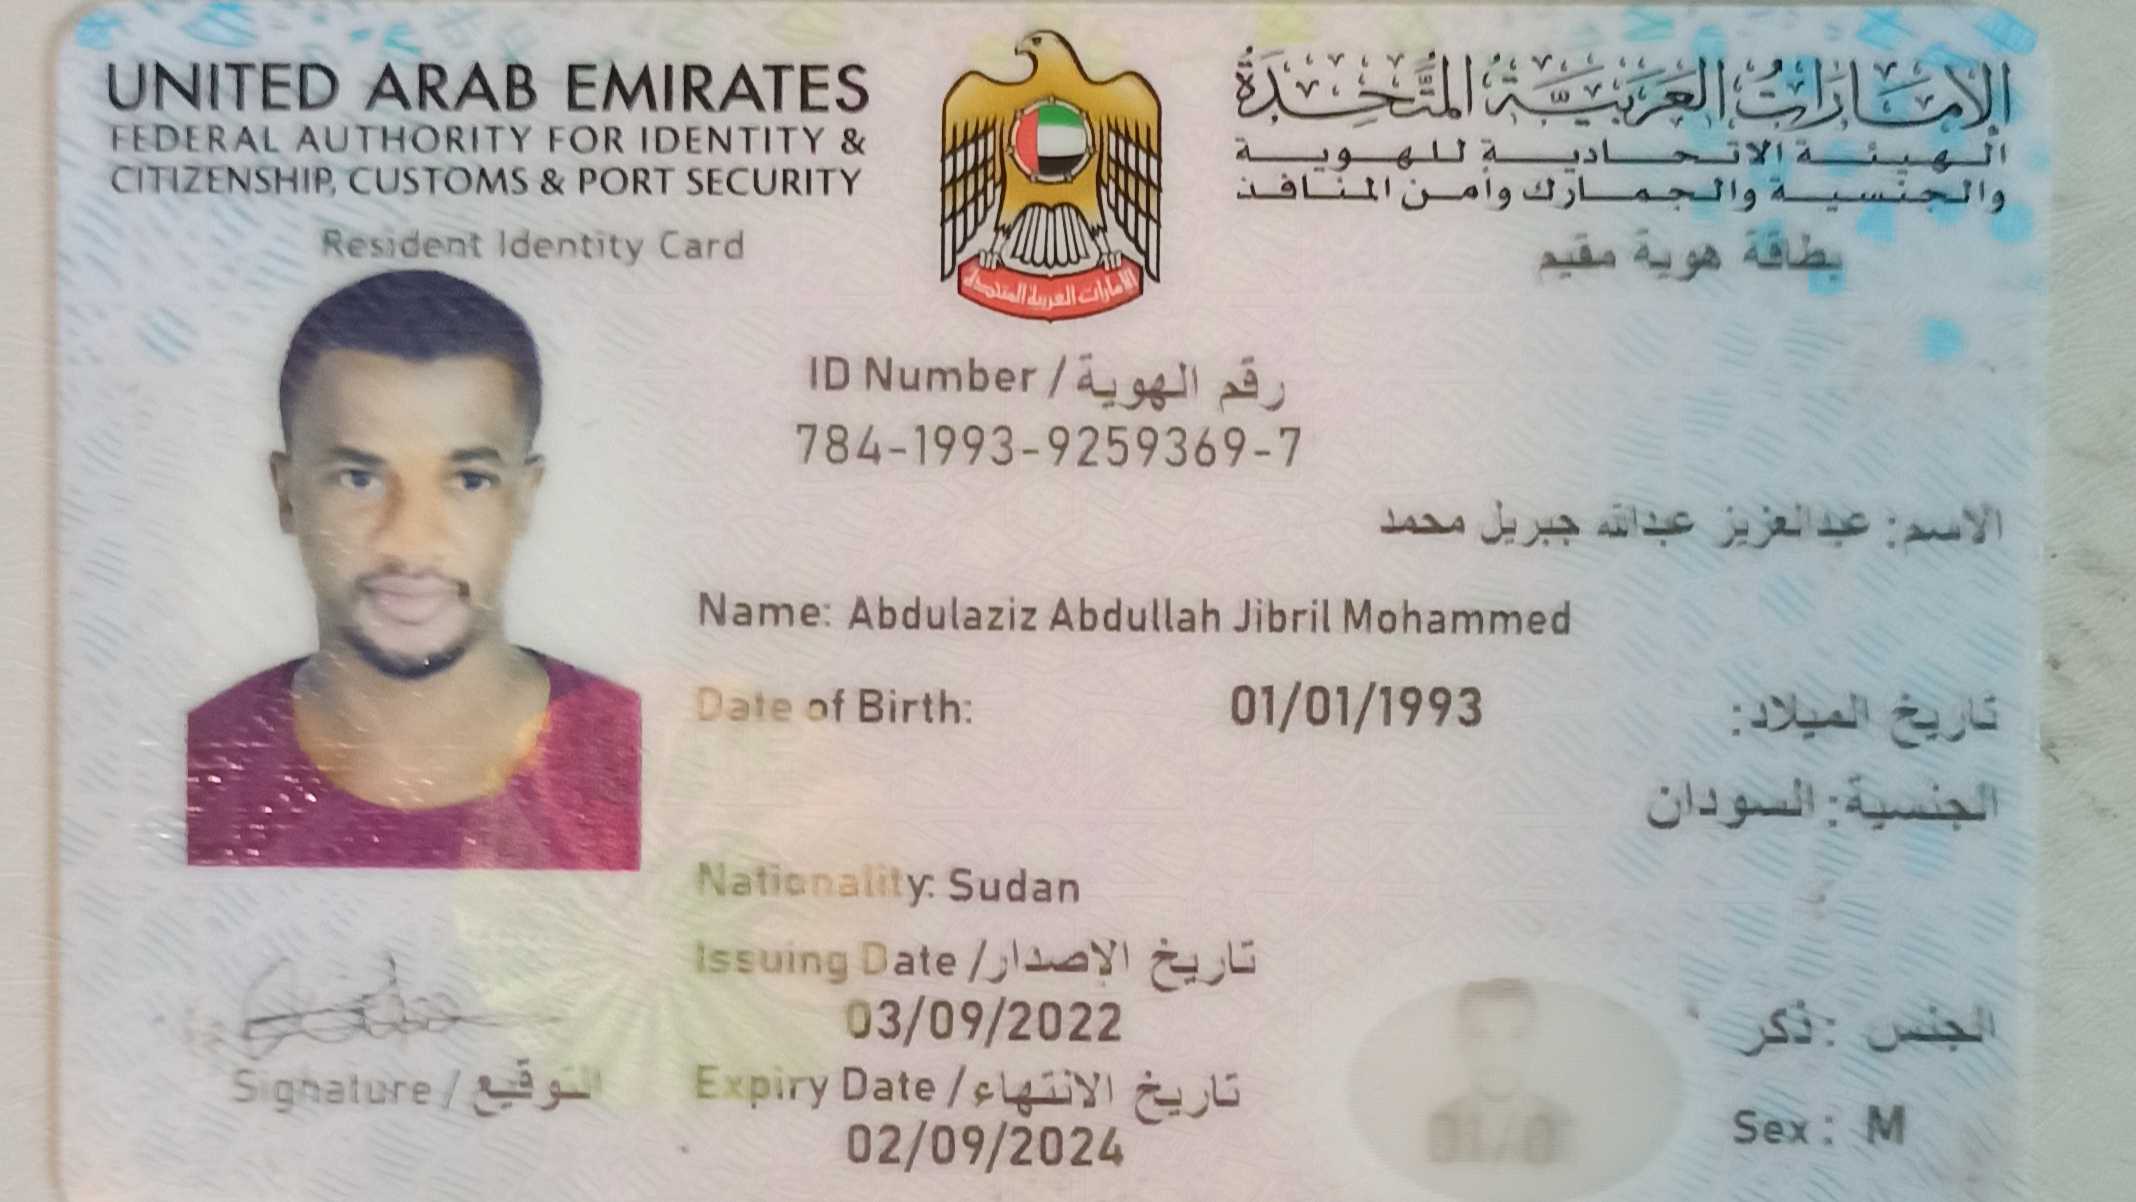 UNITED ARAB EMIRATES
FEDERAL AUTHORITY FOR IDENTITY &
CITIZENSHIP, CUSTOMS & PORT SECURITY
Resident Identity Card
الإمارات العربية المتحدة
الإمارات العربية المتحدة
الهيئة الاتحادية للهوية
والجنسية والجمارك وأمن المنافذ
بطاقة هوية مقيم
ID Number / رقم الهوية
784-1993-9259369-7
الاسم: عبدالعزيز عبدالله جبريل محمد
Name: Abdulaziz Abdullah Jibril Mohammed
Date of Birth: 01/01/1993 تاريخ الميلاد:
الجنسية: السودان
Nationality: Sudan
Issuing Date / تاريخ الإصدار
03/09/2022
Expiry Date / تاريخ الانتهاء
02/09/2024
الجنس : ذكر
Sex : M
Signature / التوقيع